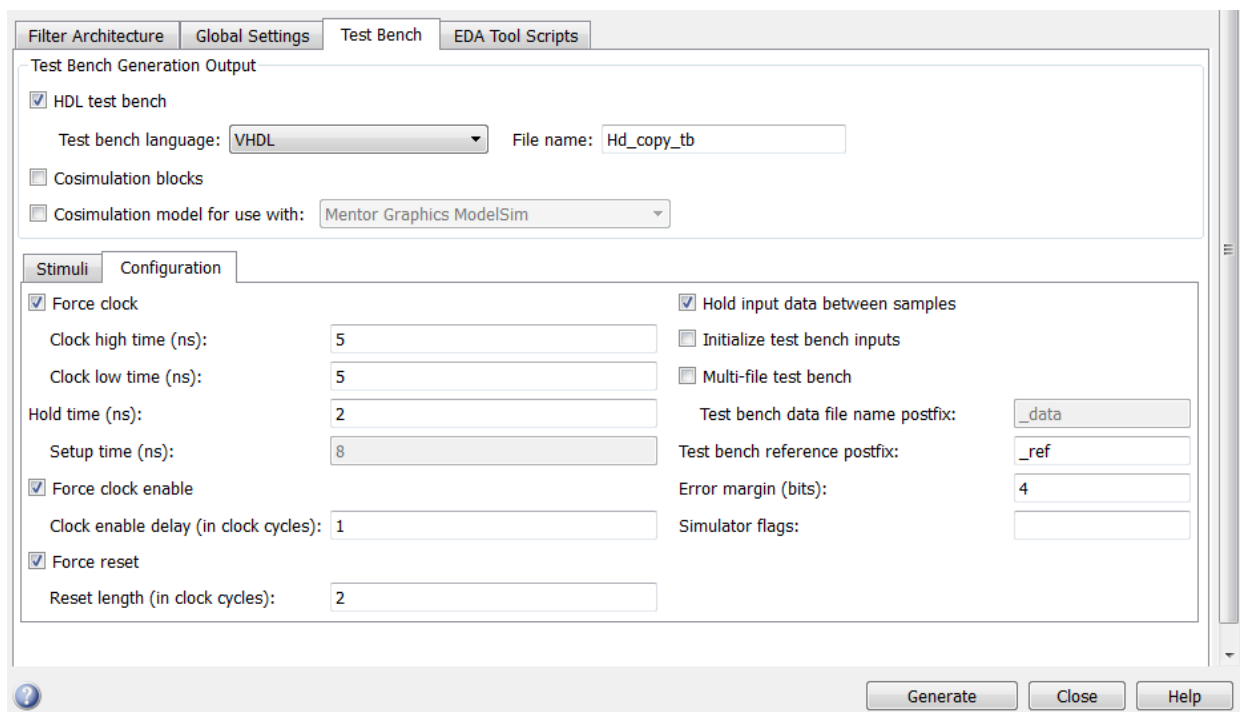 Filter Architecture Global Settings Test Bench EDA Tool Scripts
Test Bench Generation Output
HDL test bench
Test bench language: VHDL File name: Hd_copy_tb
Cosimulation blocks
Cosimulation model for use with: Mentor Graphics ModelSim
Stimuli Configuration
Force clock Hold input data between samples
Clock high time (ns): 5 Initialize test bench inputs
Clock low time (ns): 5 Multi-file test bench
Hold time (ns): 2 Test bench data file name postfix: _data
Setup time (ns): 8 Test bench reference postfix: _ref
Force clock enable Error margin (bits): 4
Clock enable delay (in clock cycles): 1 Simulator flags:
Force reset
Reset length (in clock cycles): 2
? Generate Close Help